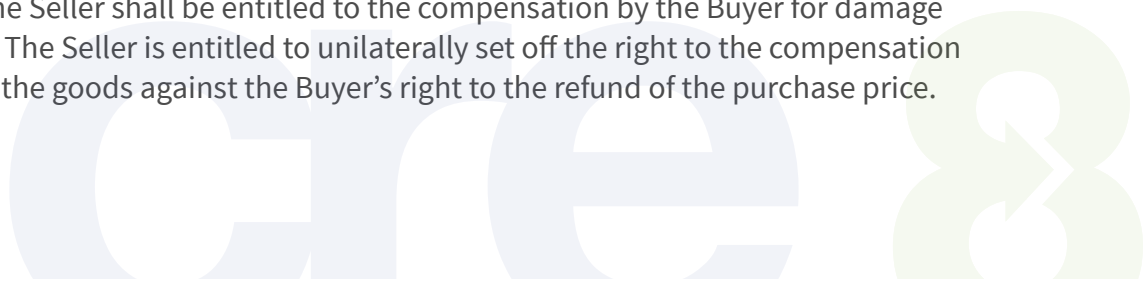 he Seller shall be entitled to the compensation by the Buyer for damage
The Seller is entitled to unilaterally set off the right to the compensation
the goods against the Buyer’s right to the refund of the purchase price.
cre8